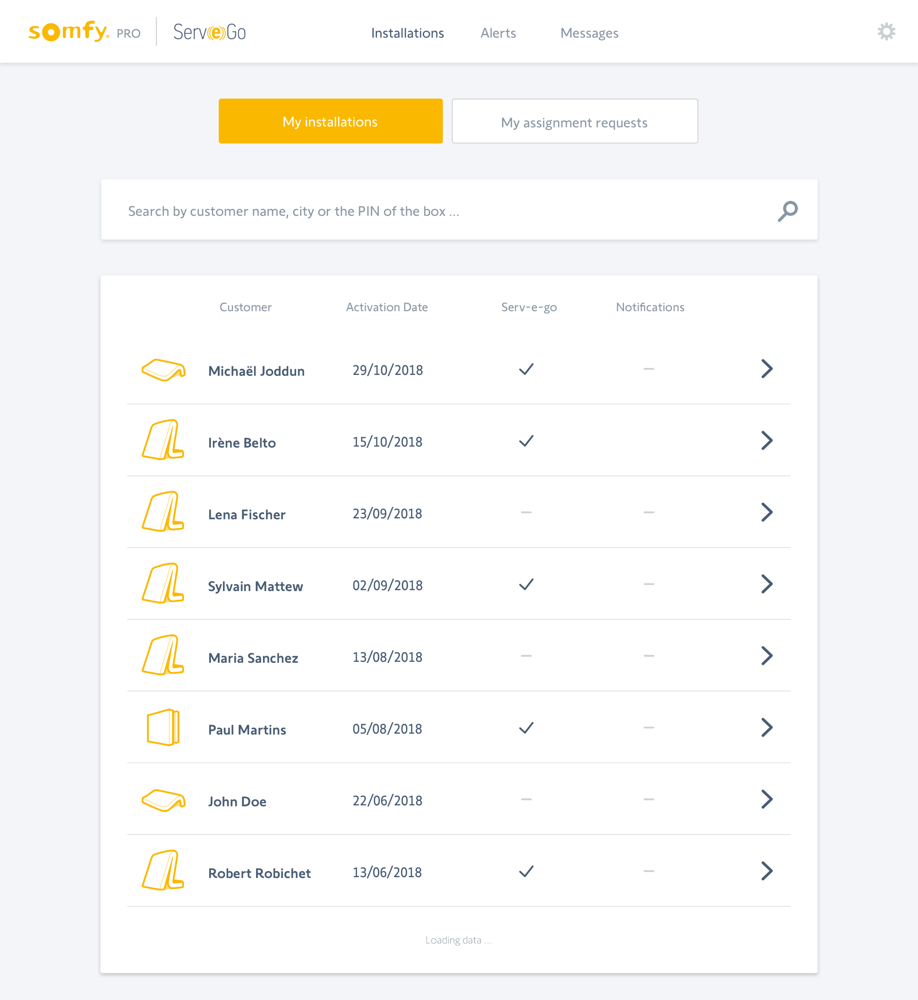 somfy® PRO ServeGo Installations Alerts Messages
My installations My assignment requests
Search by customer name, city or the PIN of the box ...
Customer Activation Date Serv-e-go Notifications
Michaël Joddun 29/10/2018 ✓ –
Irène Belto 15/10/2018 ✓
Lena Fischer 23/09/2018 – –
Sylvain Mattew 02/09/2018 ✓ –
Maria Sanchez 13/08/2018 – –
Paul Martins 05/08/2018 ✓ –
John Doe 22/06/2018 – –
Robert Robichet 13/06/2018 ✓ –
Loading data ...